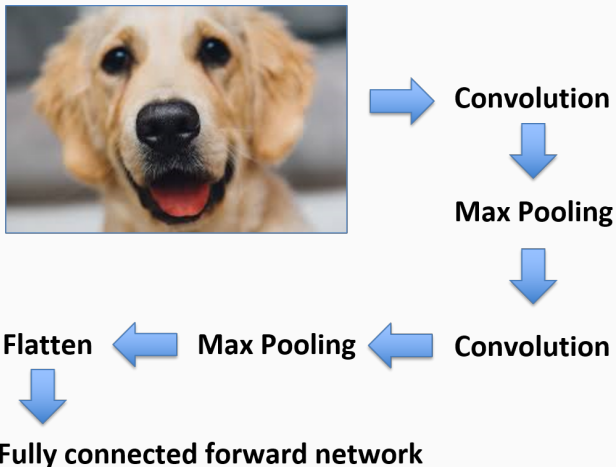 Convolution
Max Pooling
Convolution
Max Pooling
Flatten
Fully connected forward network